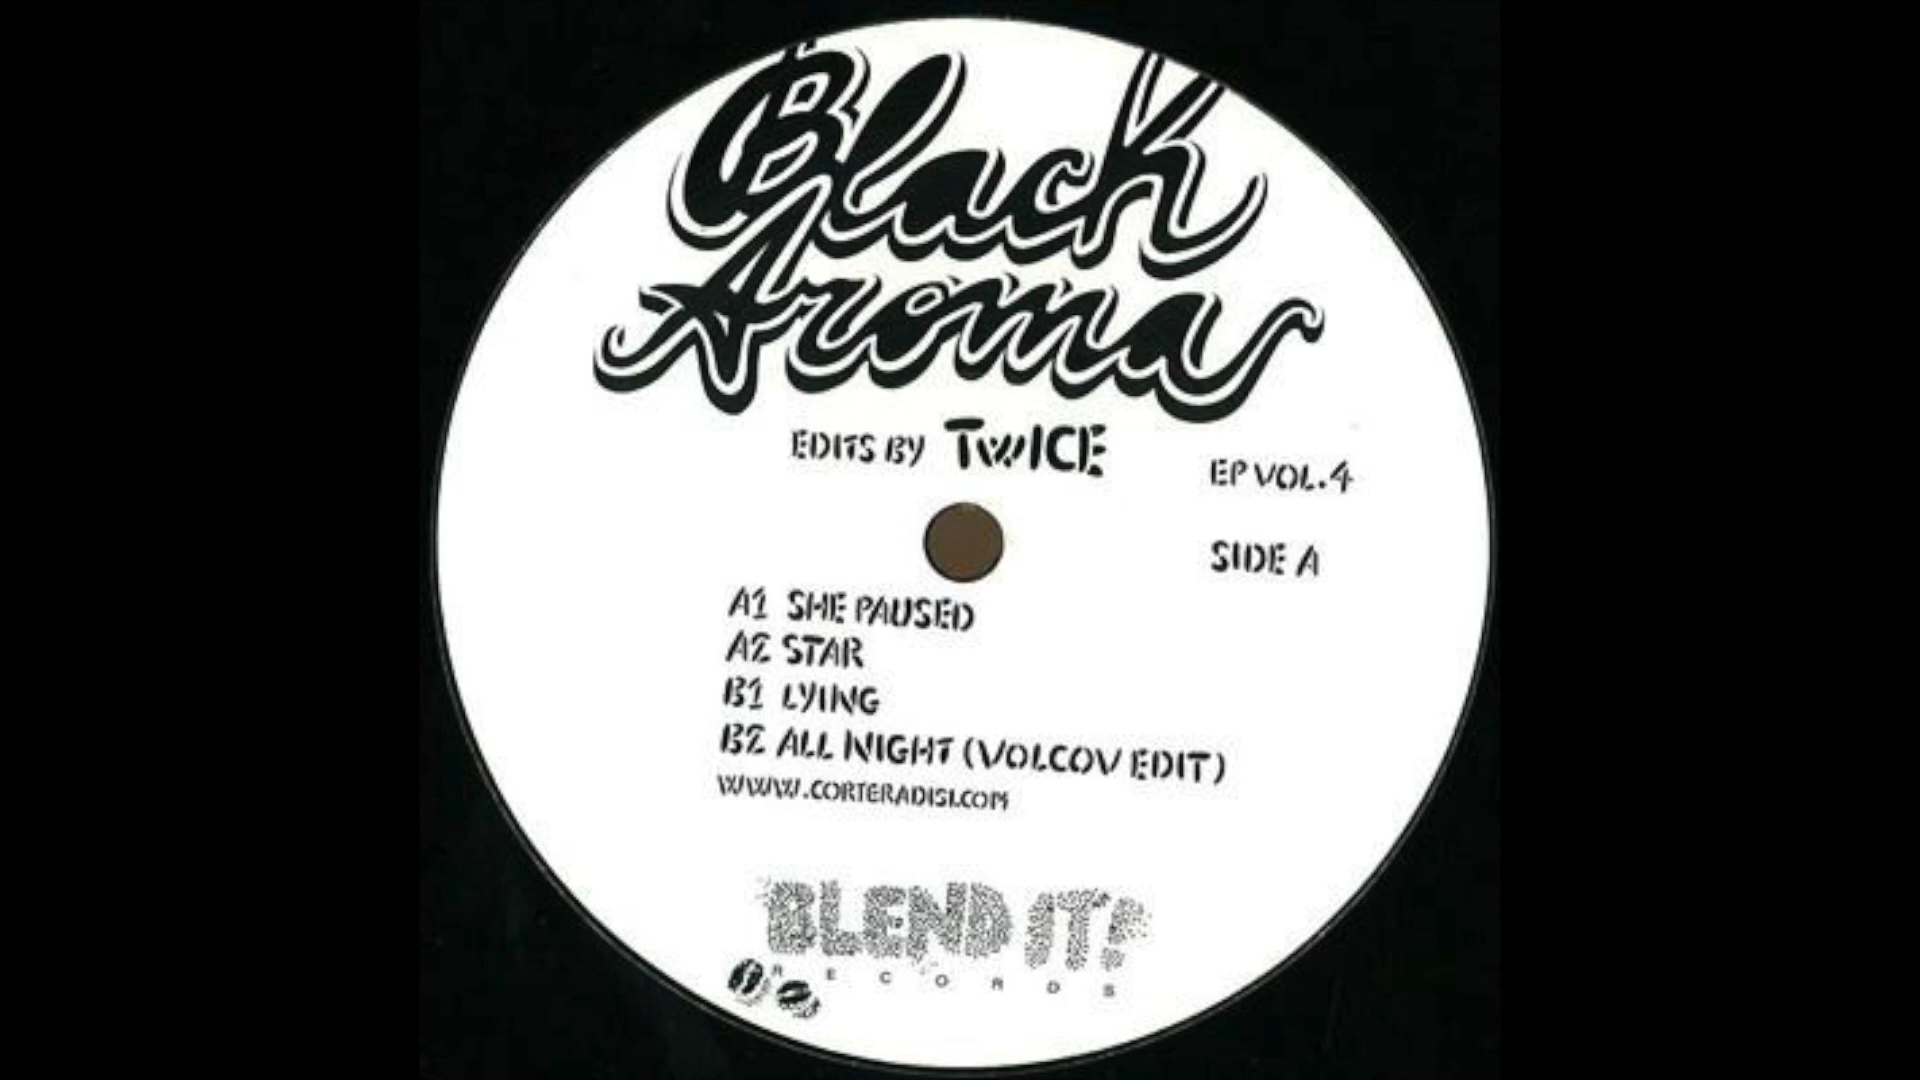 Black
Aroma
EDITS BY TWICE
EP VOL.4
SIDE A
A1 SHE PAUSED
A2 STAR
B1 LYING
B2 ALL NIGHT (VOLCOV EDIT)
WWW.CORTERADISI.COM
BLEND IT!
RECORDS